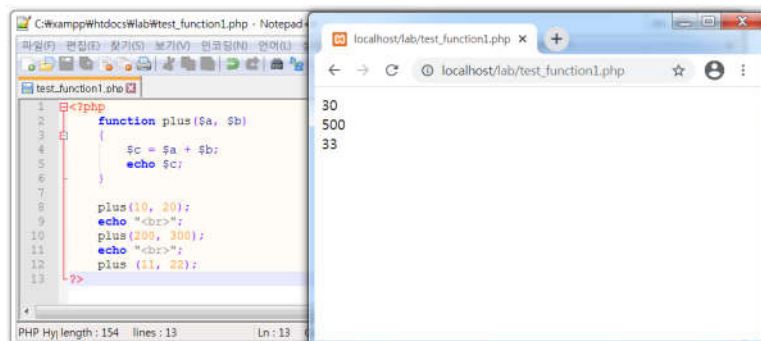 C:₩xampp₩htdocs₩lab₩test_function1.php - Notepad
파일(F) 편집(E) 찾기(S) 보기(V) 인코딩(N) 언어(L)
test_function1.php
1 <?php
2 function plus($a, $b)
3 {
4 $c = $a + $b;
5 echo $c;
6 }
7
8 plus(10, 20);
9 echo "<br>";
10 plus(200, 300);
11 echo "<br>";
12 plus (11, 22);
13 ?>
PHP Hy length : 154 lines : 13 Ln : 13
localhost/lab/test_function1.php
localhost/lab/test_function1.php
30
500
33